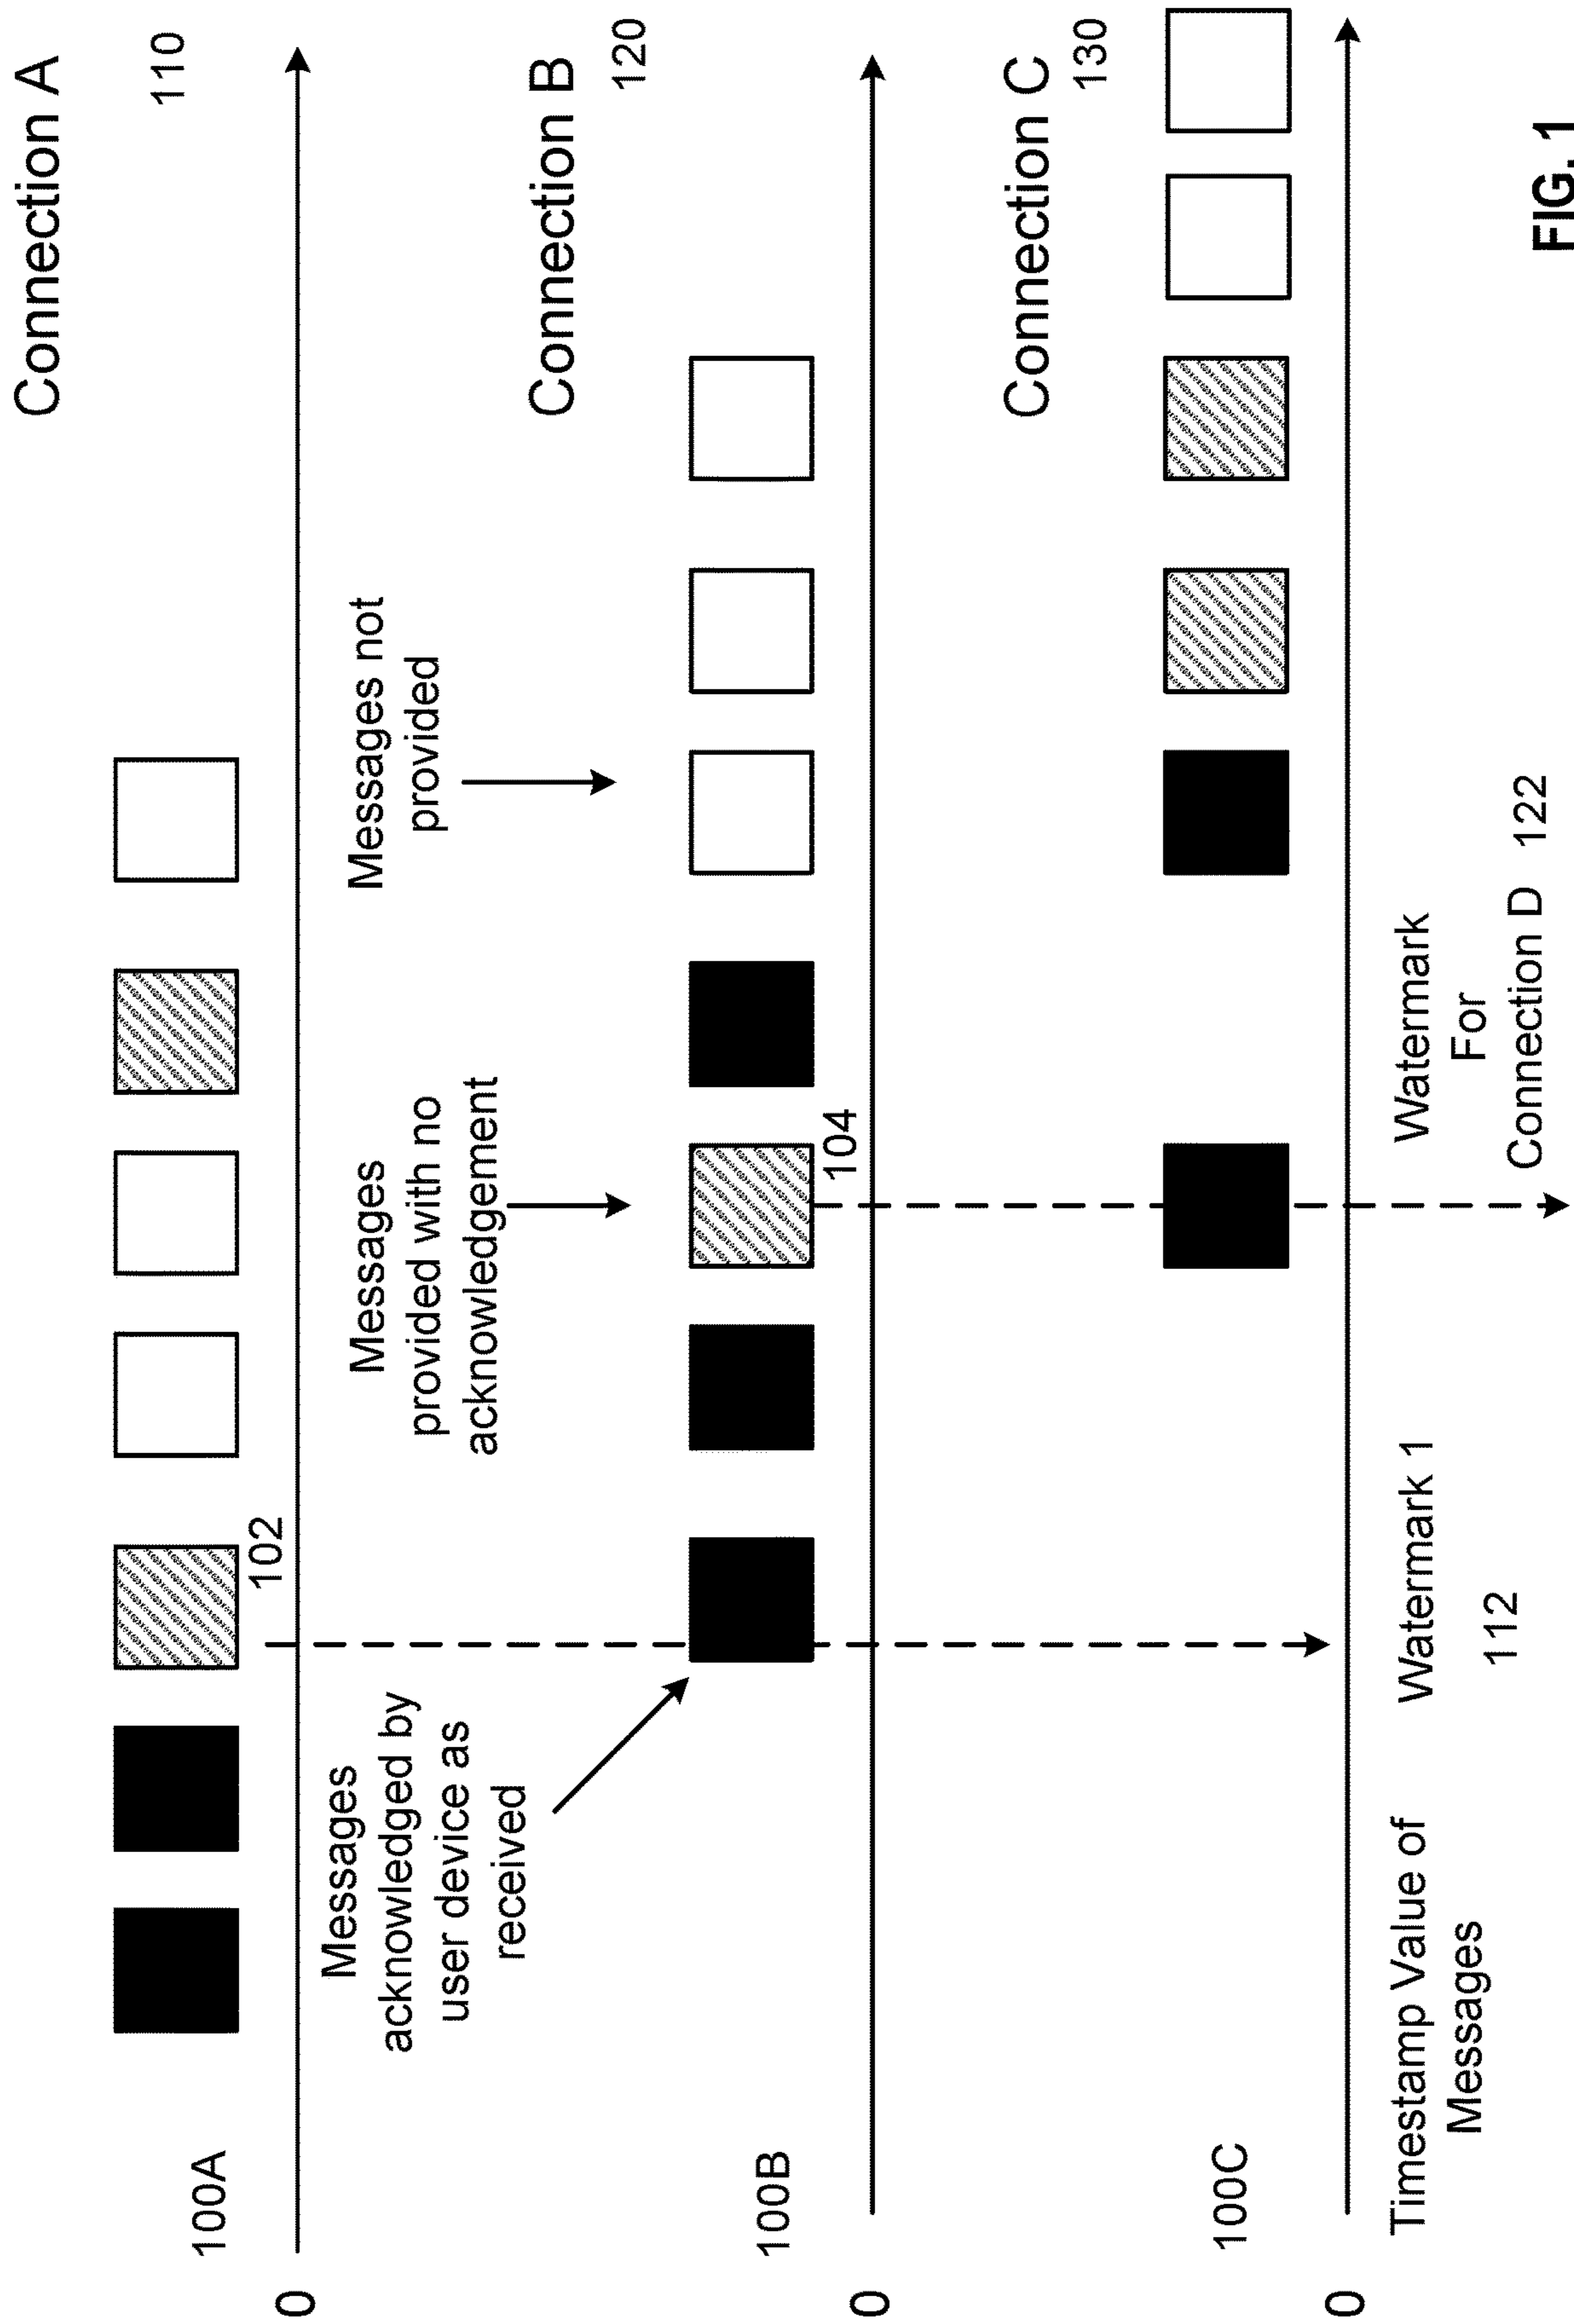 Connection A
110
100A
102
0
Messages
acknowledged by
user device as
received
Messages
provided with no
acknowledgement
Messages not
provided
Connection B
120
100B
104
0
Connection C
130
100C
0
Timestamp Value of
Messages
Watermark 1
112
Watermark
For
Connection D 122
FIG. 1